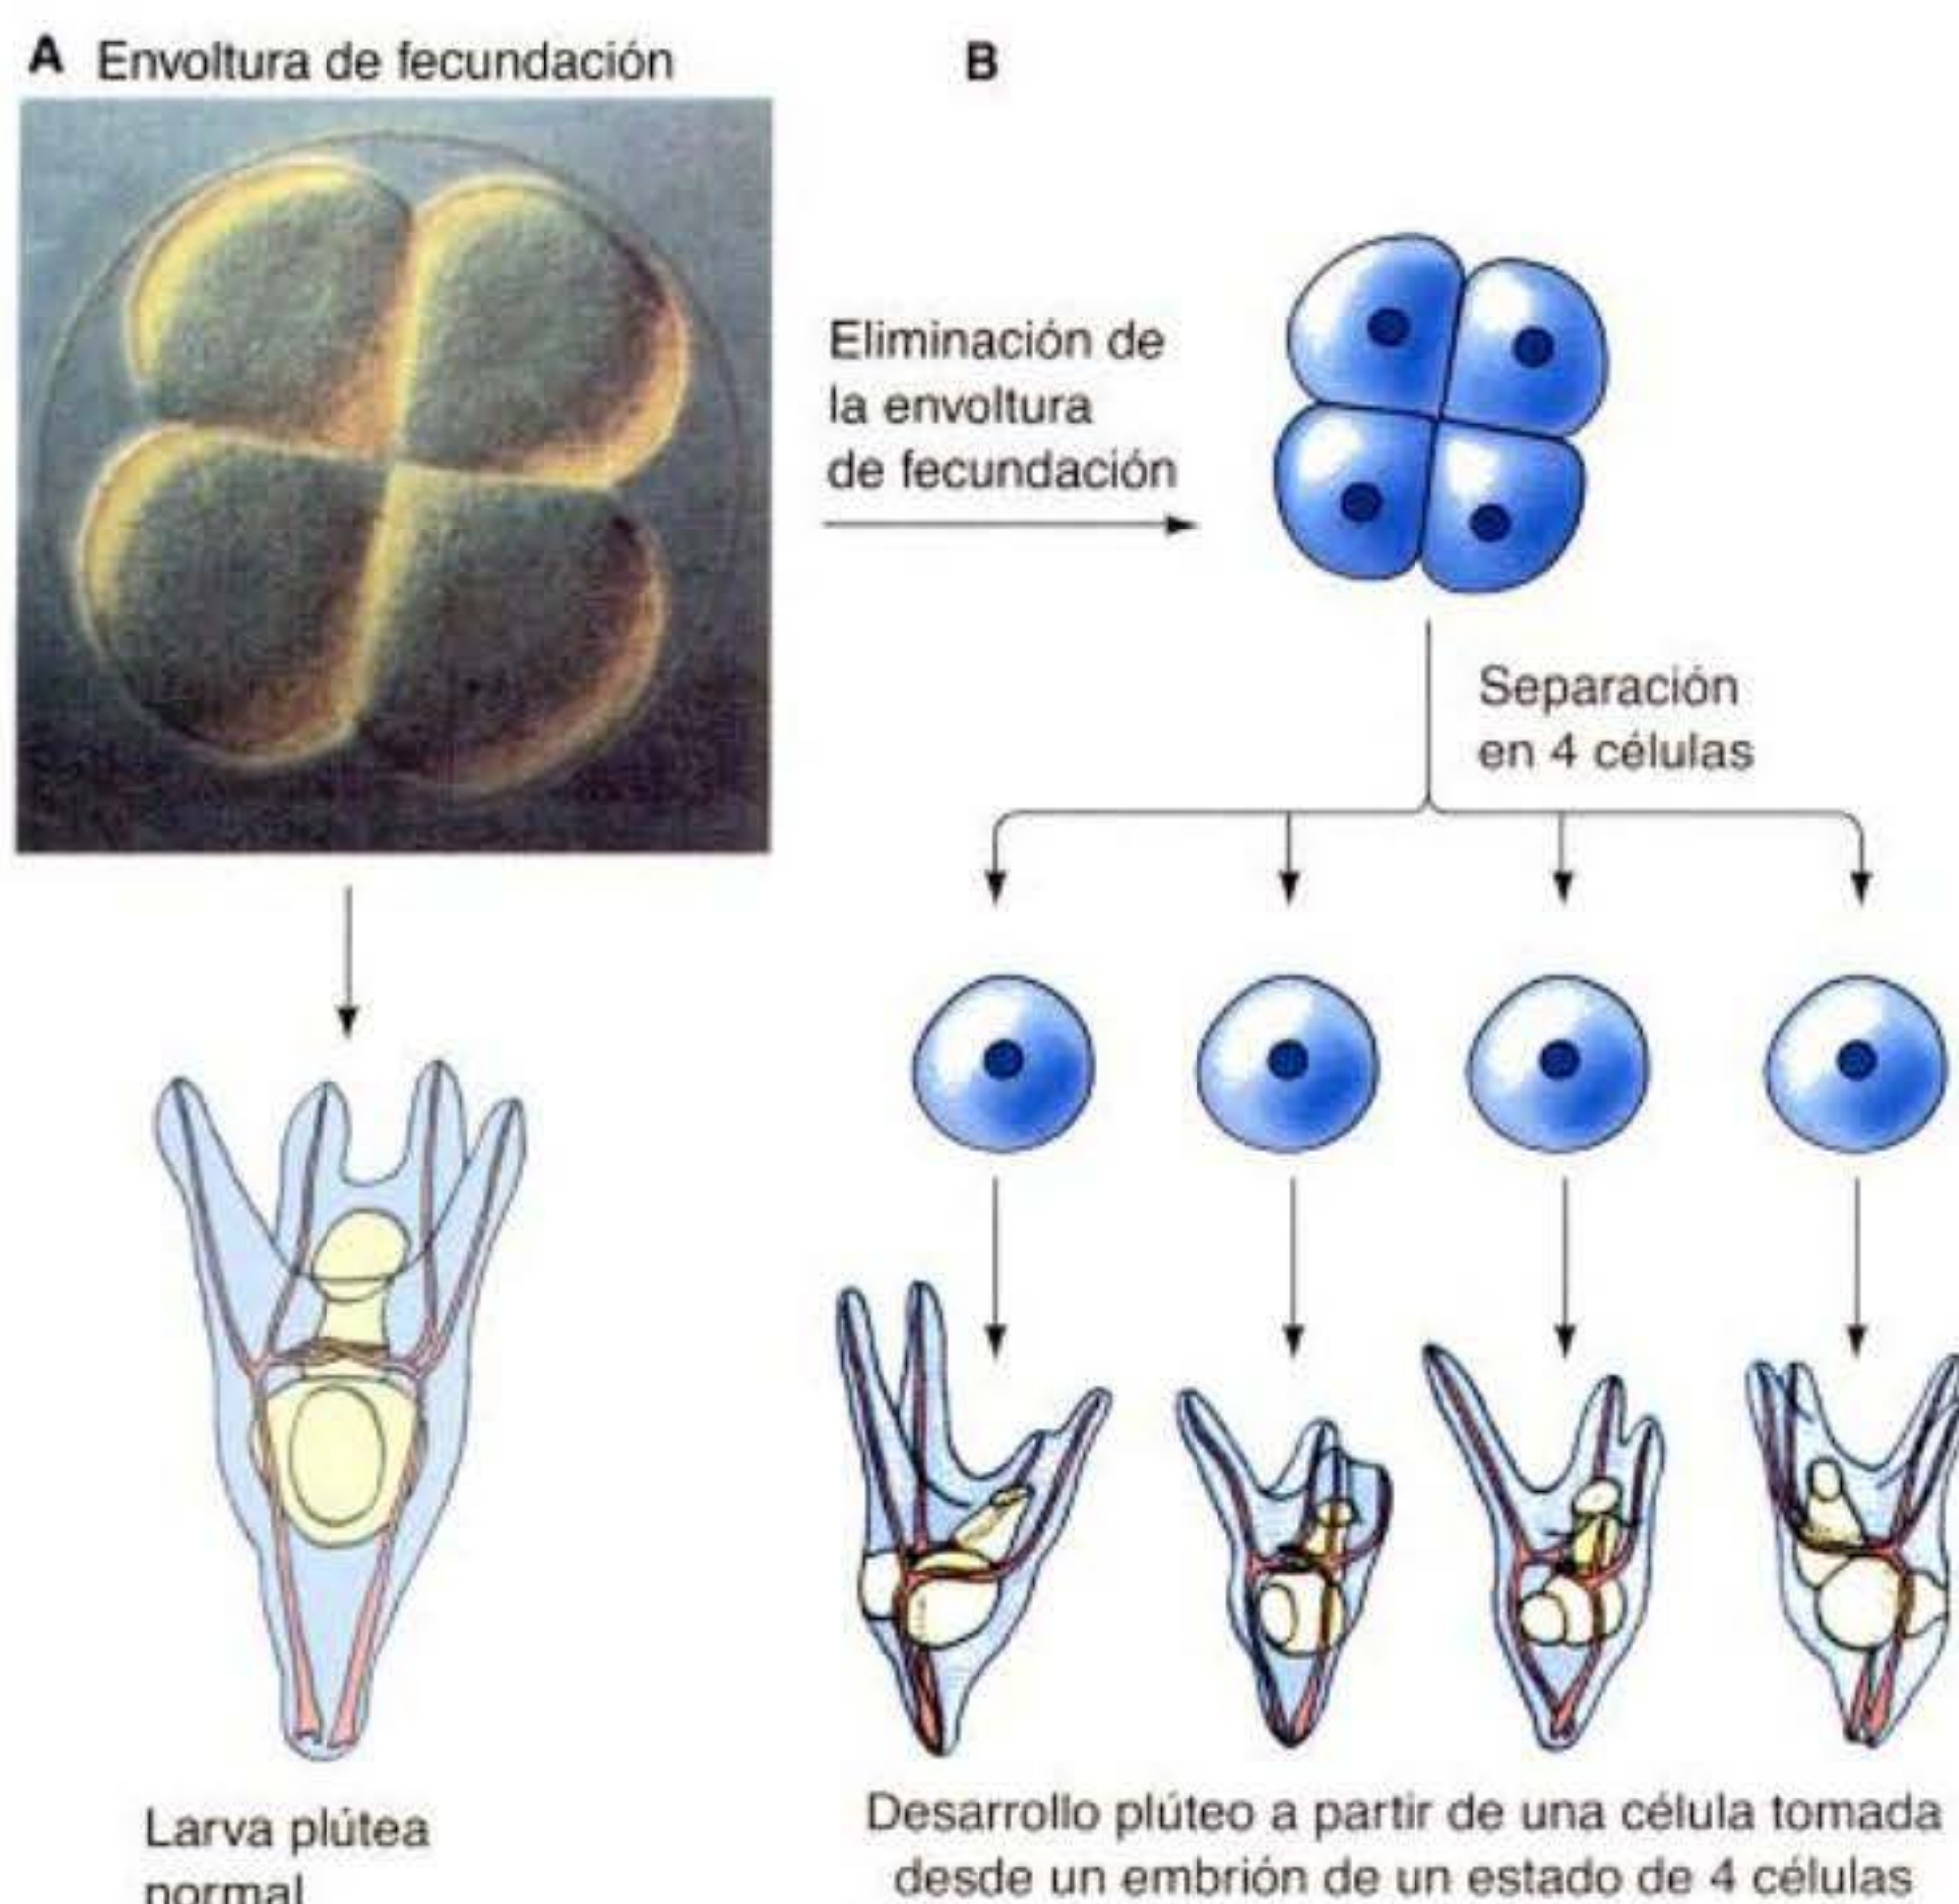 A Envoltura de fecundación
B
Eliminación de
la envoltura
de fecundación
Separación
en 4 células
Larva plútea
normal
Desarrollo plúteo a partir de una célula tomada
desde un embrión de un estado de 4 células